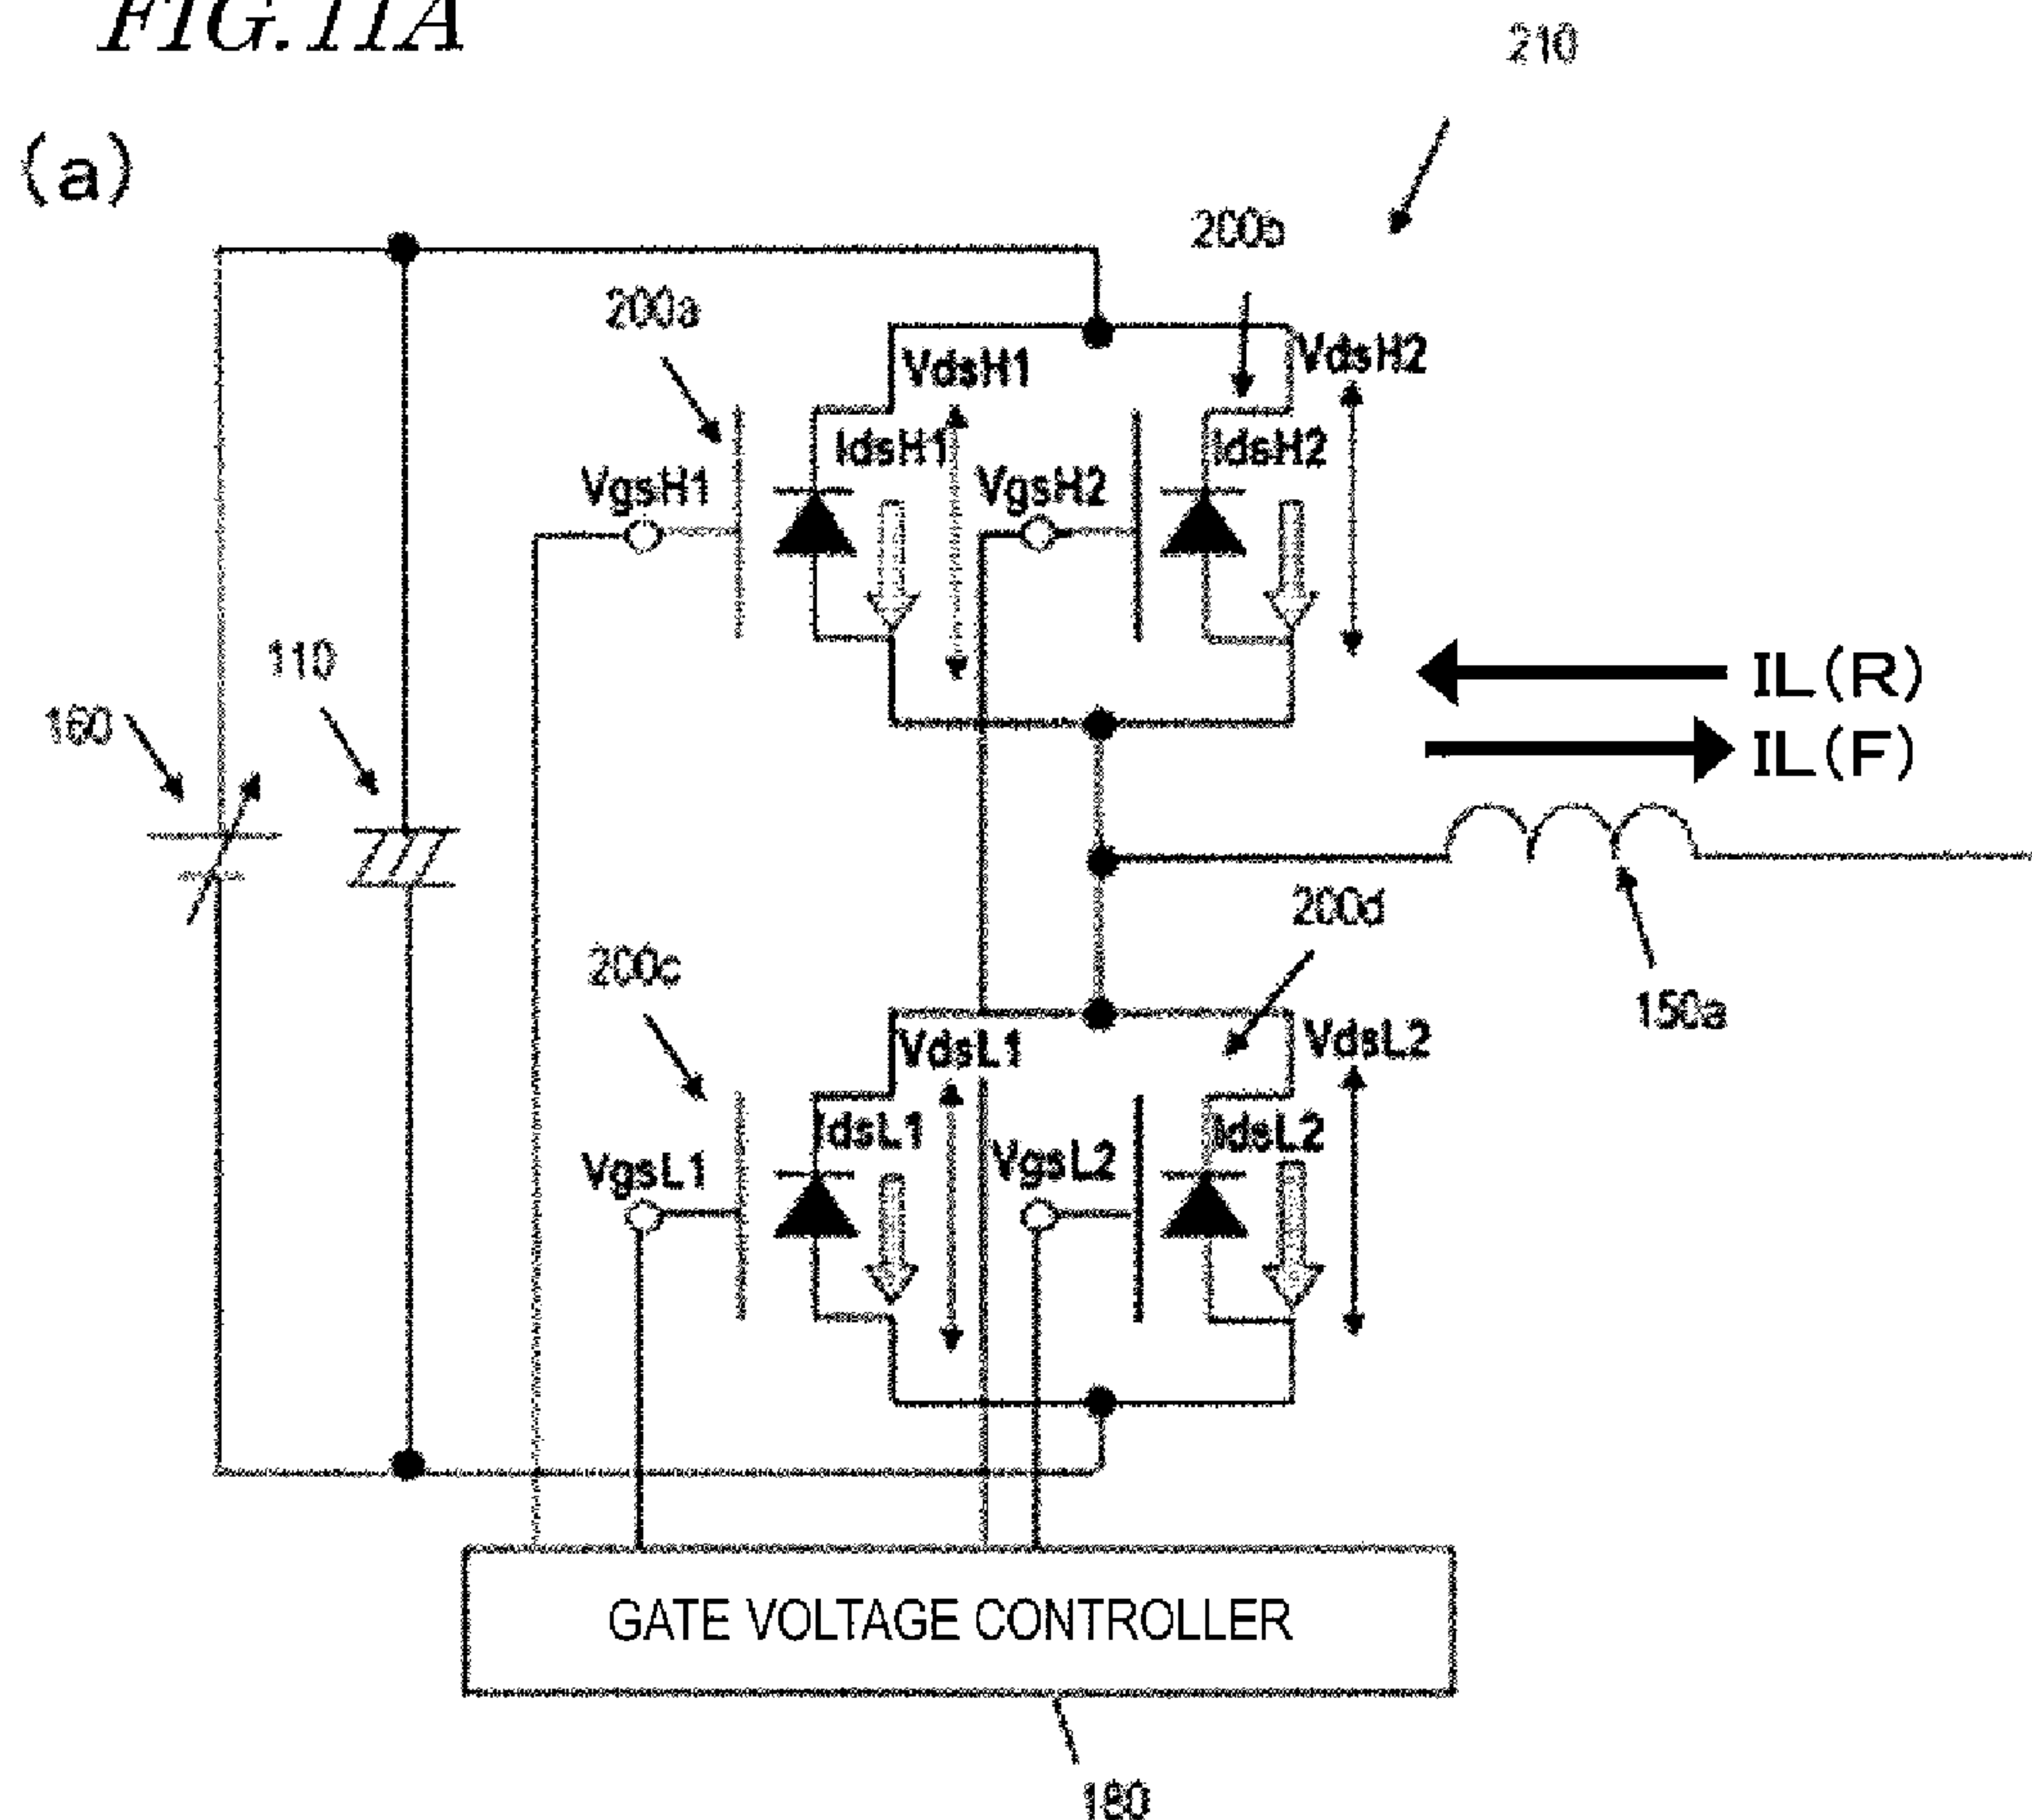 FIG. 11A
210
(a)
200b
200a
VdsH1
VdsH2
IdsH1
IdsH2
VgsH1
VgsH2
110
160
IL(R)
IL(F)
200d
200c
150a
VdsL1
VdsL2
IdsL1
IdsL2
VgsL1
VgsL2
GATE VOLTAGE CONTROLLER
180